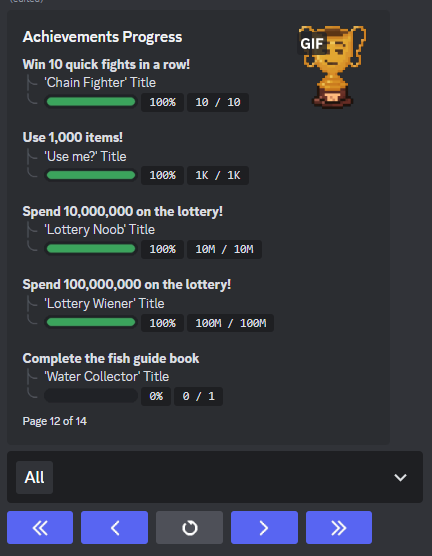 (edited)
Achievements Progress
GIF
Win 10 quick fights in a row!
'Chain Fighter' Title
100% 10 / 10
Use 1,000 items!
'Use me?' Title
100% 1K / 1K
Spend 10,000,000 on the lottery!
'Lottery Noob' Title
100% 10M / 10M
Spend 100,000,000 on the lottery!
'Lottery Wiener' Title
100% 100M / 100M
Complete the fish guide book
'Water Collector' Title
0% 0 / 1
Page 12 of 14
All